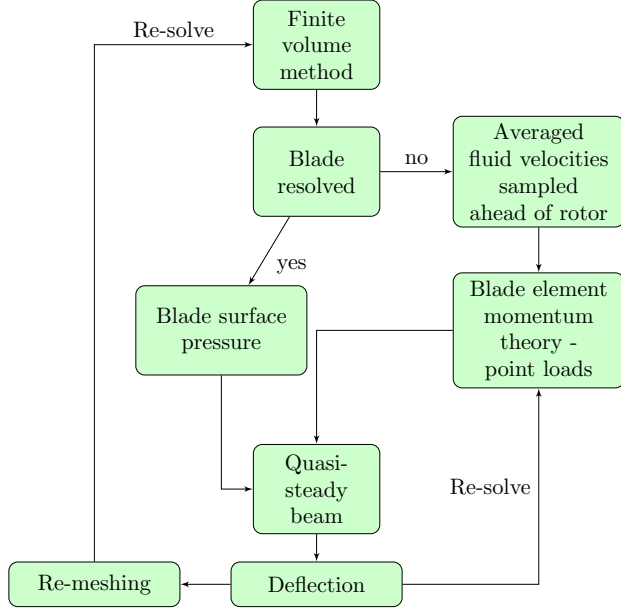 Re-solve
Finite
volume
method
Blade
resolved
no
Averaged
fluid velocities
sampled
ahead of rotor
yes
Blade surface
pressure
Blade element
momentum
theory -
point loads
Quasi-
steady
beam
Re-solve
Re-meshing
Deflection